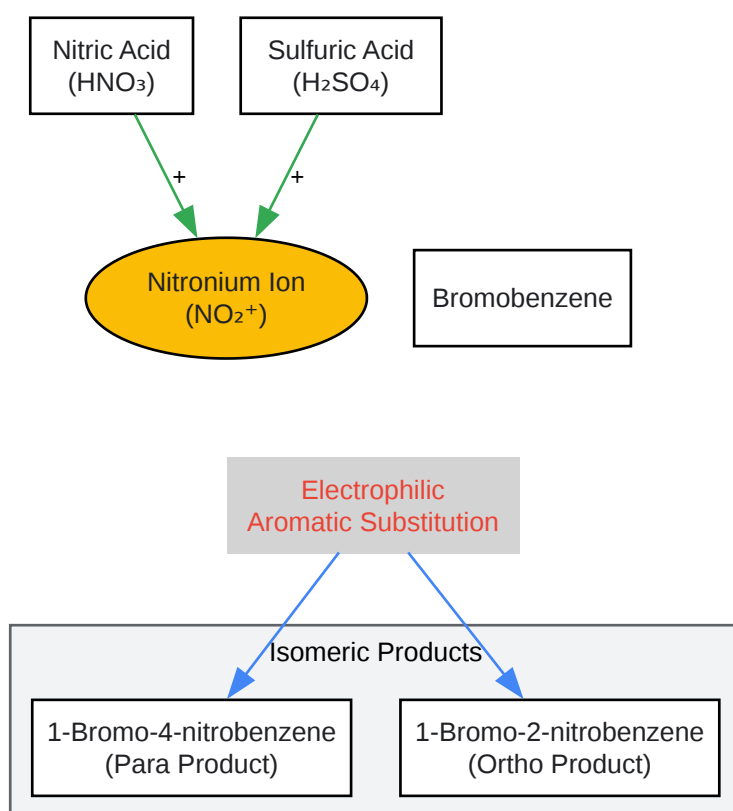 Nitric Acid
(HNO₃)
Sulfuric Acid
(H₂SO₄)
+
+
Nitronium Ion
(NO₂⁺)
Bromobenzene
Electrophilic
Aromatic Substitution
Isomeric Products
1-Bromo-4-nitrobenzene
(Para Product)
1-Bromo-2-nitrobenzene
(Ortho Product)